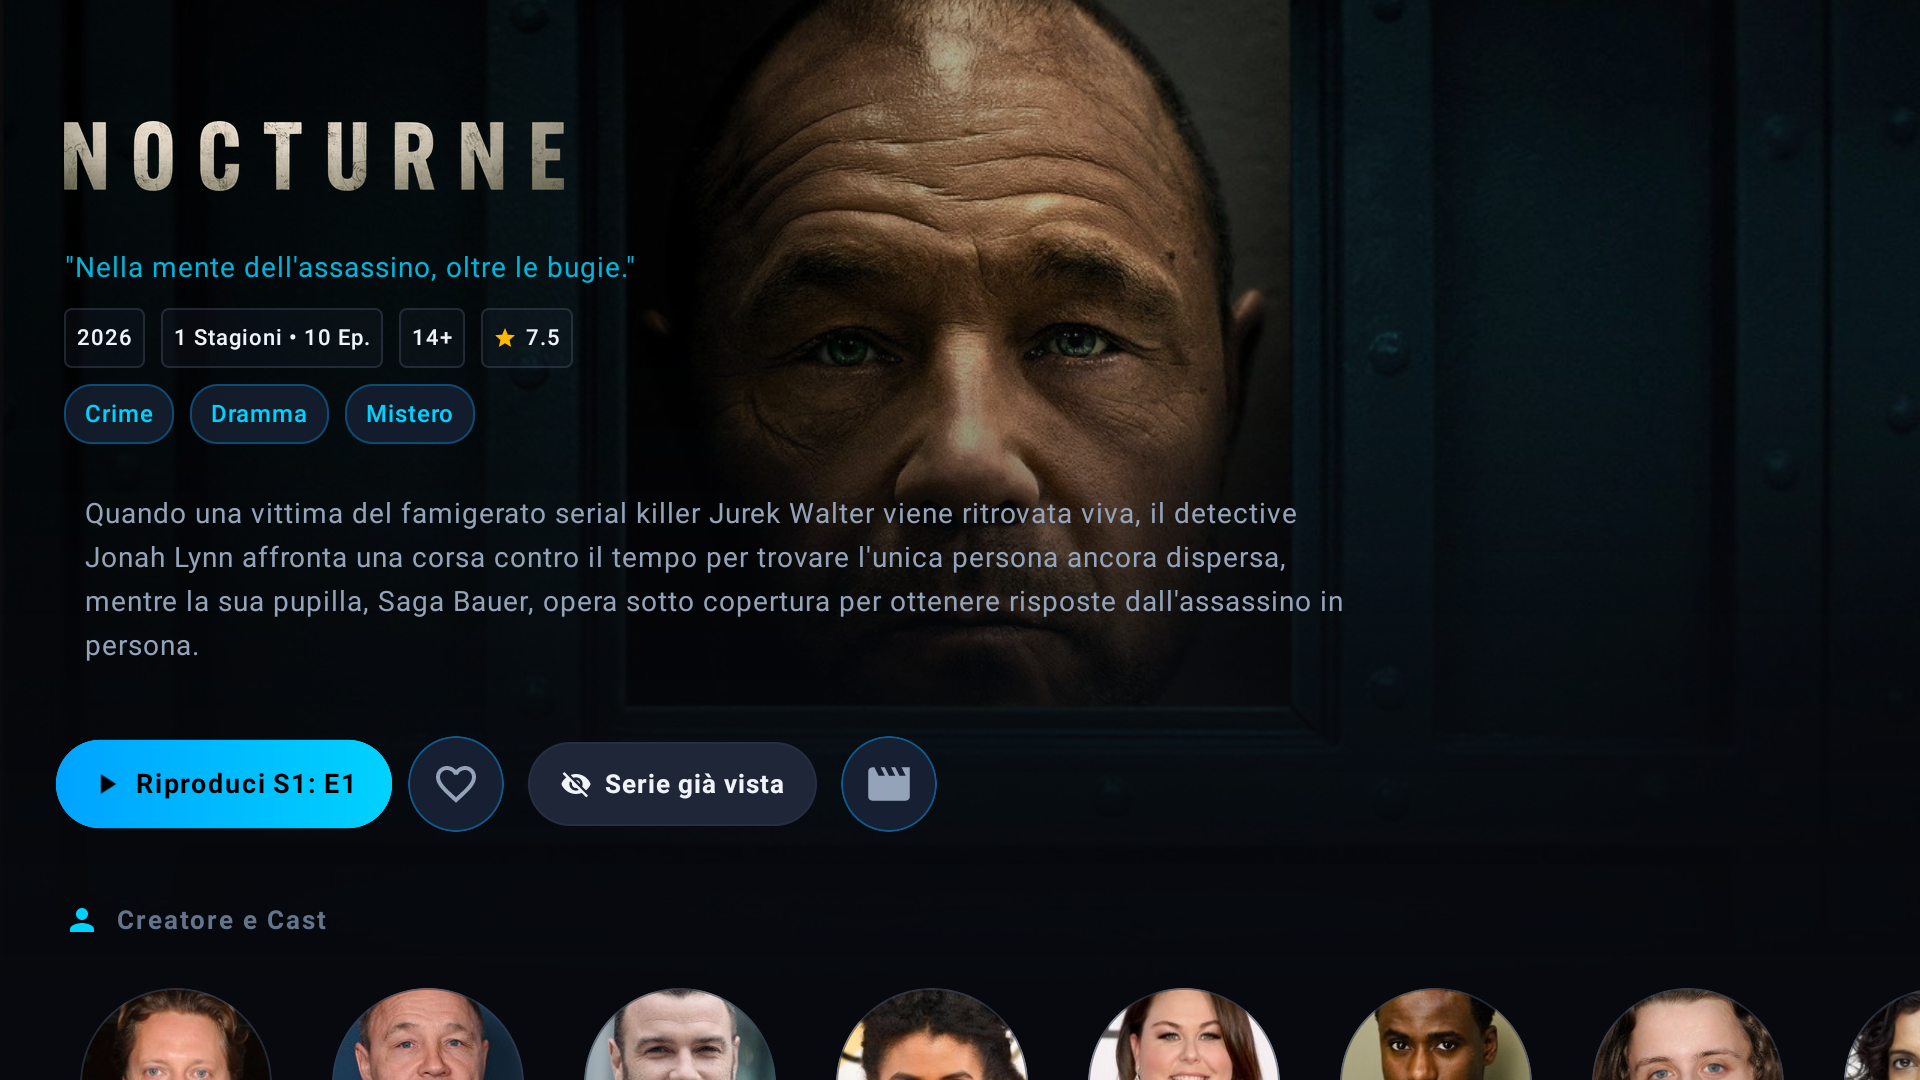 NOCTURNE
"Nella mente dell'assassino, oltre le bugie."
2026
1 Stagioni • 10 Ep.
14+
7.5
Crime
Dramma
Mistero
Quando una vittima del famigerato serial killer Jurek Walter viene ritrovata viva, il detective
Jonah Lynn affronta una corsa contro il tempo per trovare l'unica persona ancora dispersa,
mentre la sua pupilla, Saga Bauer, opera sotto copertura per ottenere risposte dall'assassino in
persona.
Riproduci S1: E1
Serie già vista
Creatore e Cast